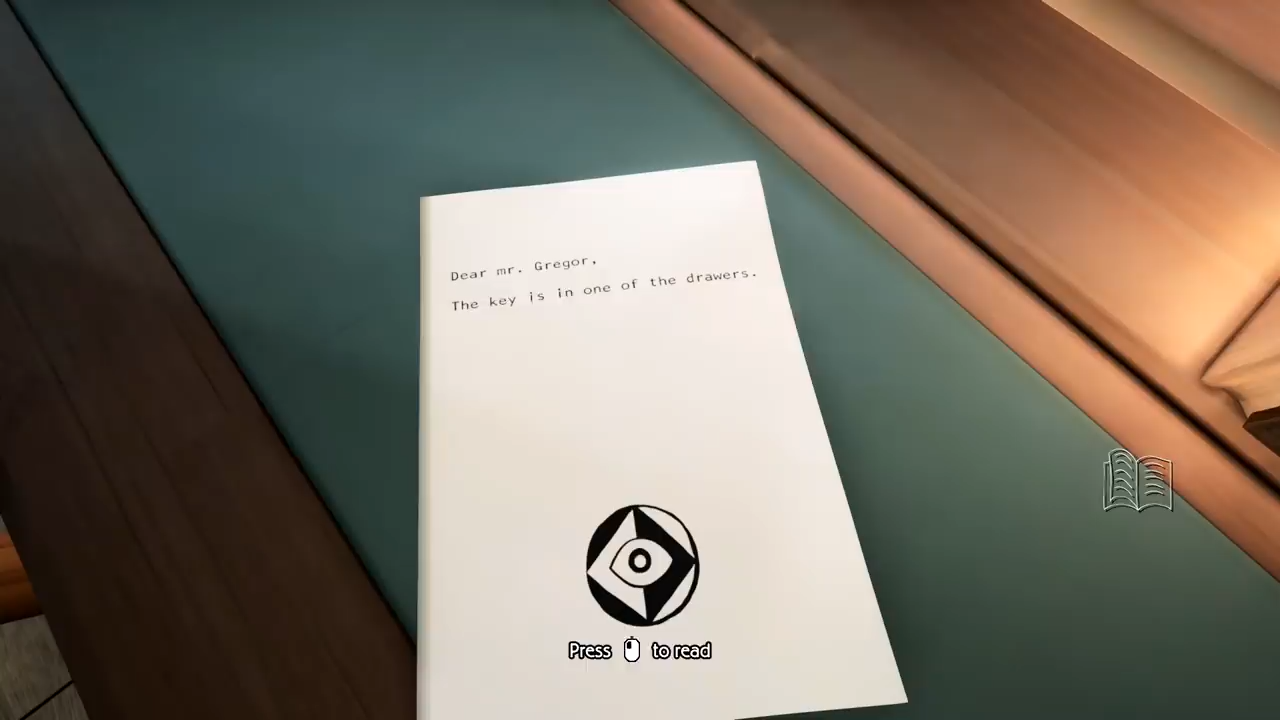 Dear mr. Gregor,
The key is in one of the drawers.
Press to read